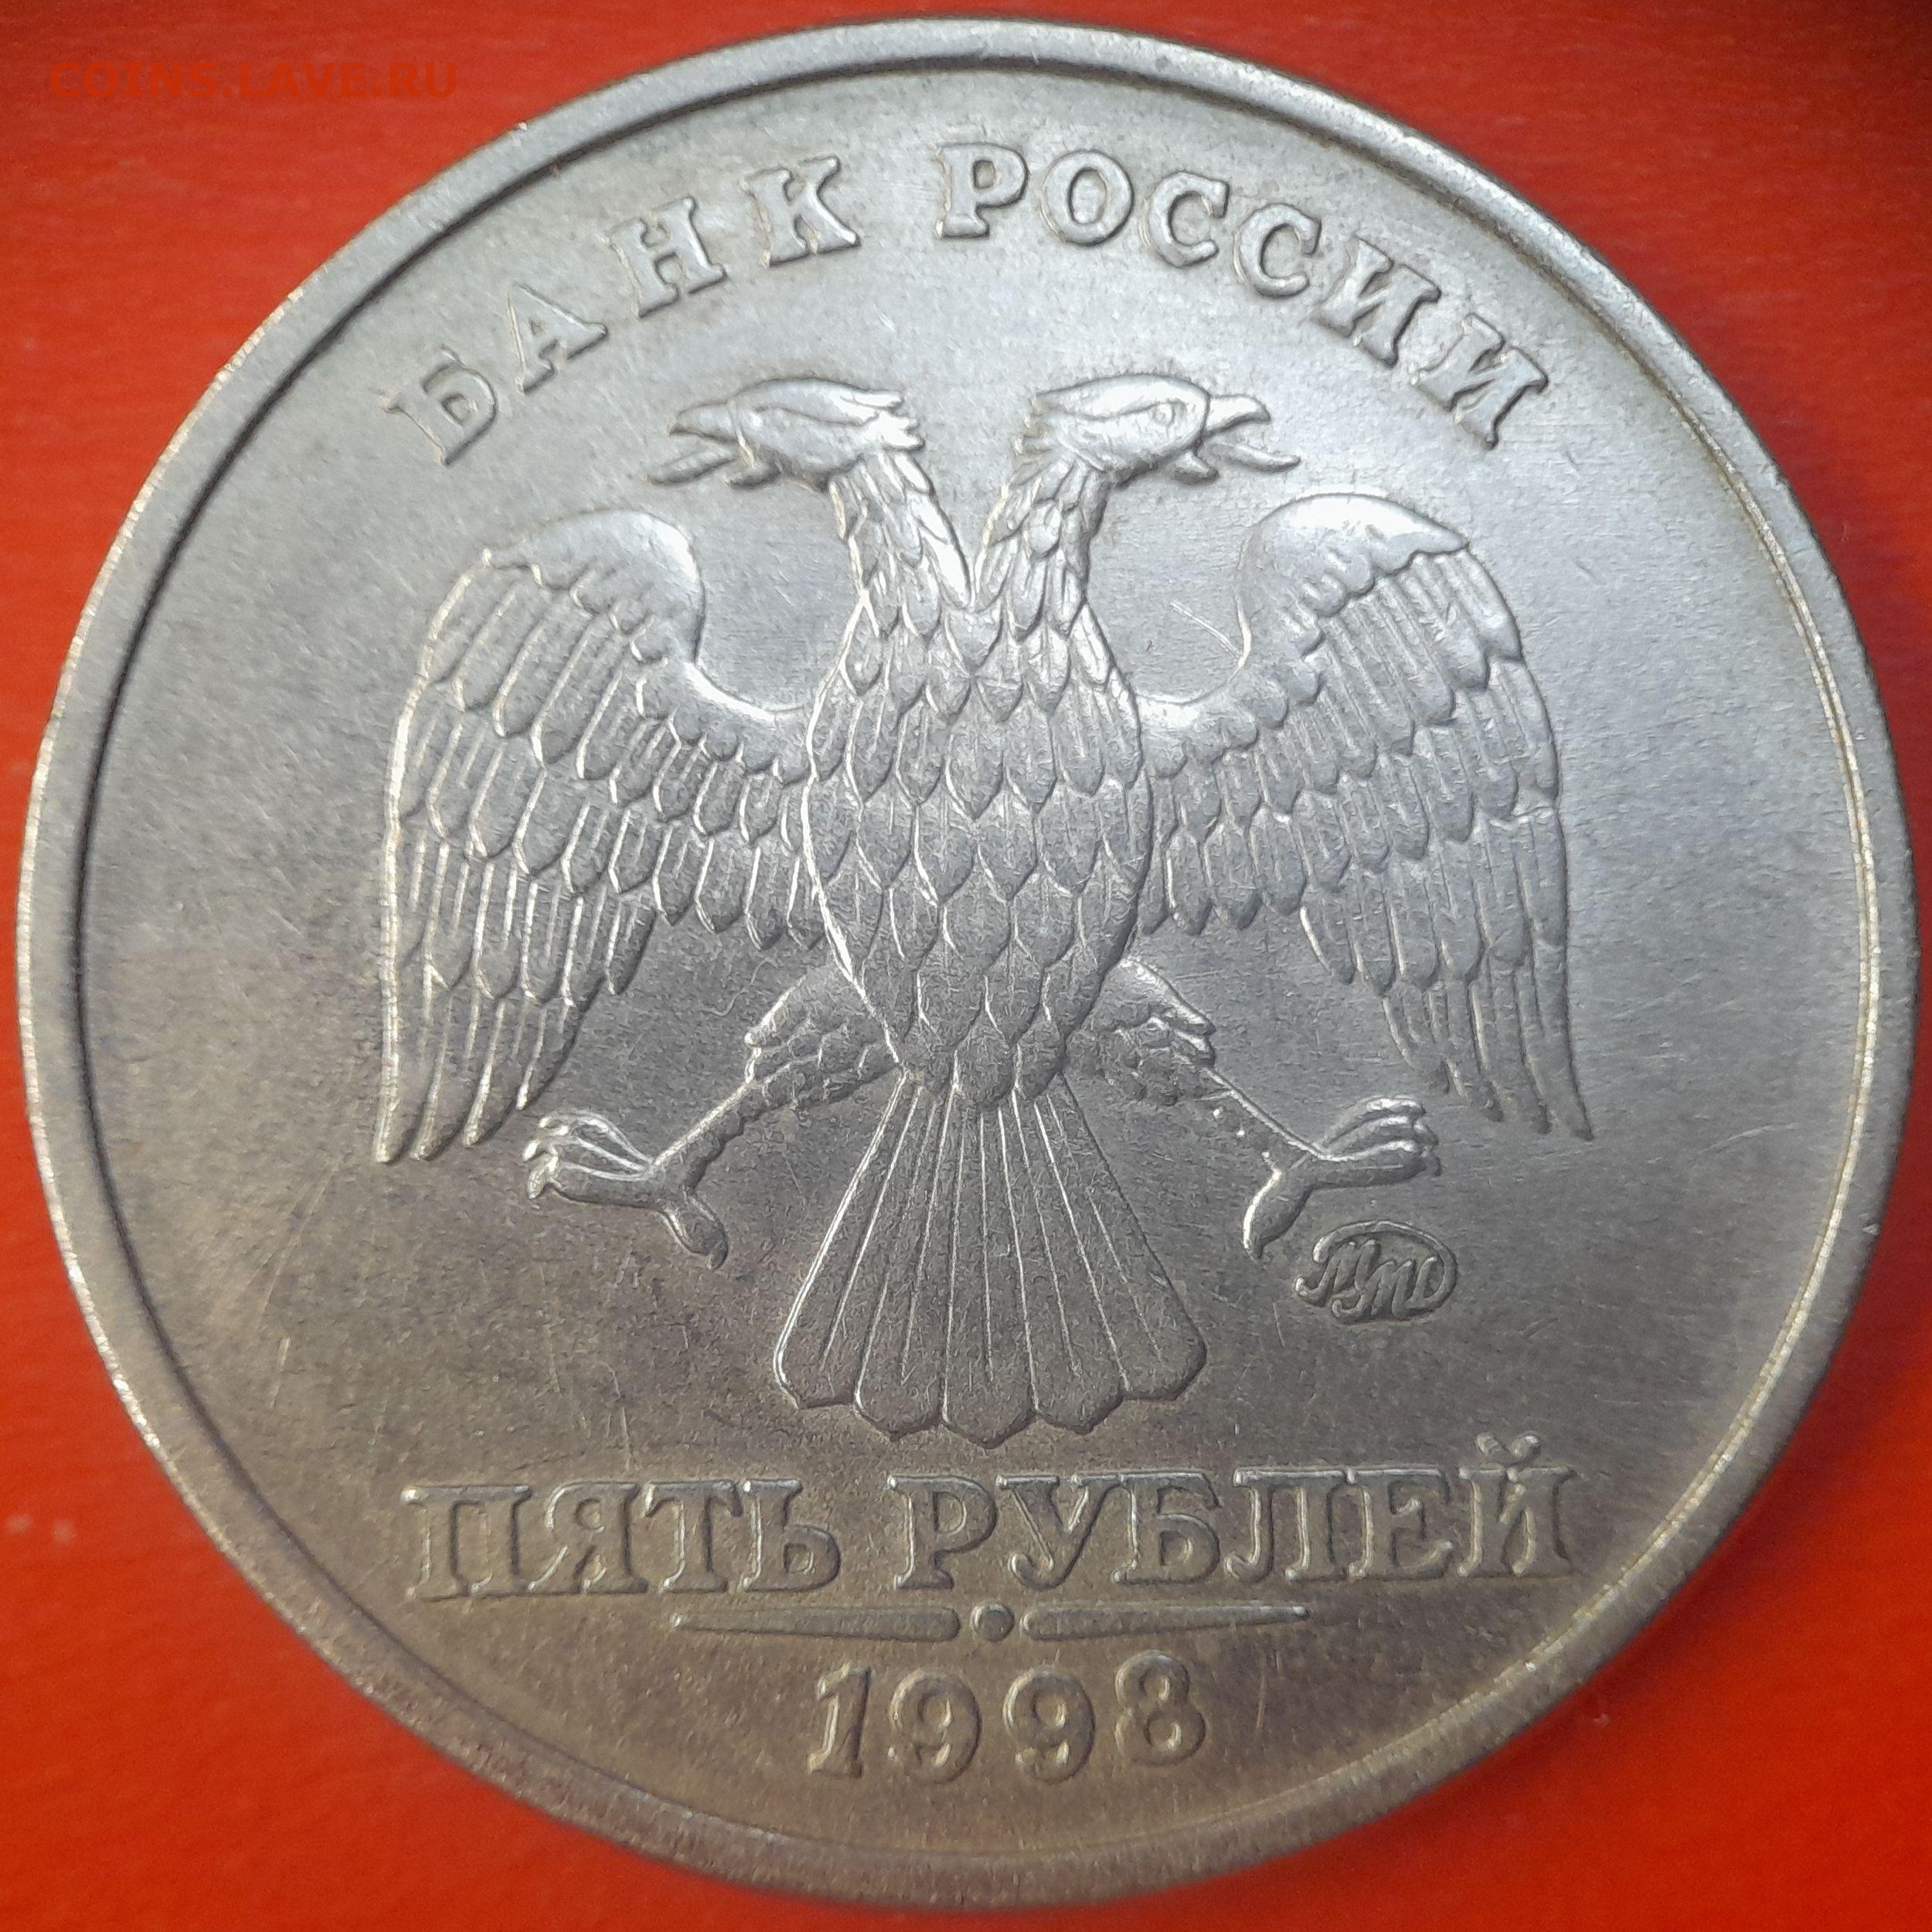 COINS.LAVE.RU
БАНК РОССИИ
ММД
ПЯТЬ РУБЛЕЙ
1998